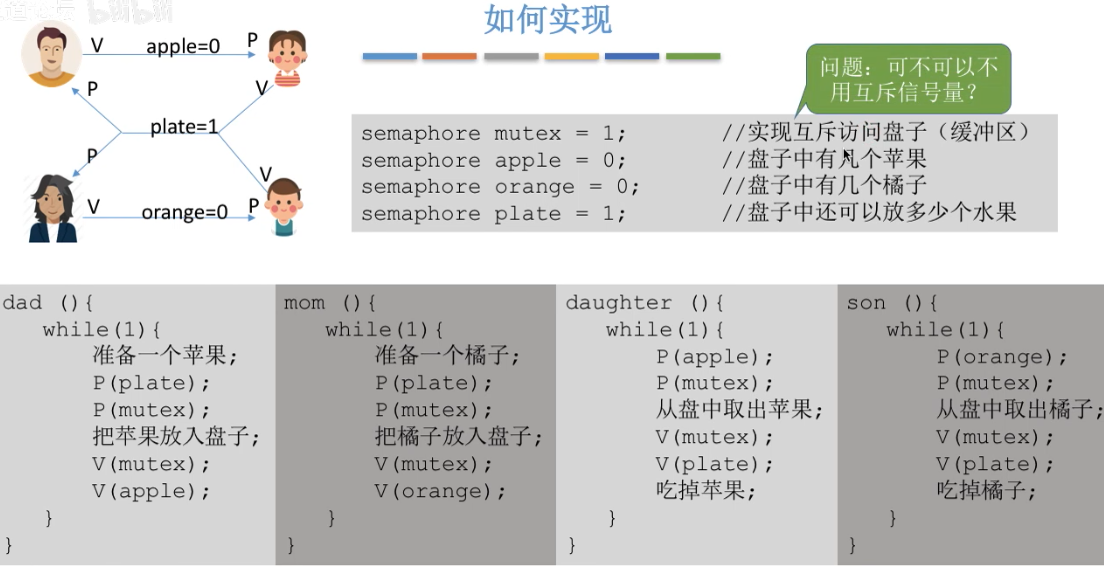 如何实现
V apple=0 P
P V
plate=1
P V
V orange=0 P
问题：可不可以不
用互斥信号量？
semaphore mutex = 1; //实现互斥访问盘子（缓冲区）
semaphore apple = 0; //盘子中有几个苹果
semaphore orange = 0; //盘子中有几个橘子
semaphore plate = 1; //盘子中还可以放多少个水果
dad (){
while(1){
准备一个苹果;
P(plate);
P(mutex);
把苹果放入盘子;
V(mutex);
V(apple);
}
}
mom (){
while(1){
准备一个橘子;
P(plate);
P(mutex);
把橘子放入盘子;
V(mutex);
V(orange);
}
}
daughter (){
while(1){
P(apple);
P(mutex);
从盘中取出苹果;
V(mutex);
V(plate);
吃掉苹果;
}
}
son (){
while(1){
P(orange);
P(mutex);
从盘中取出橘子;
V(mutex);
V(plate);
吃掉橘子;
}
}